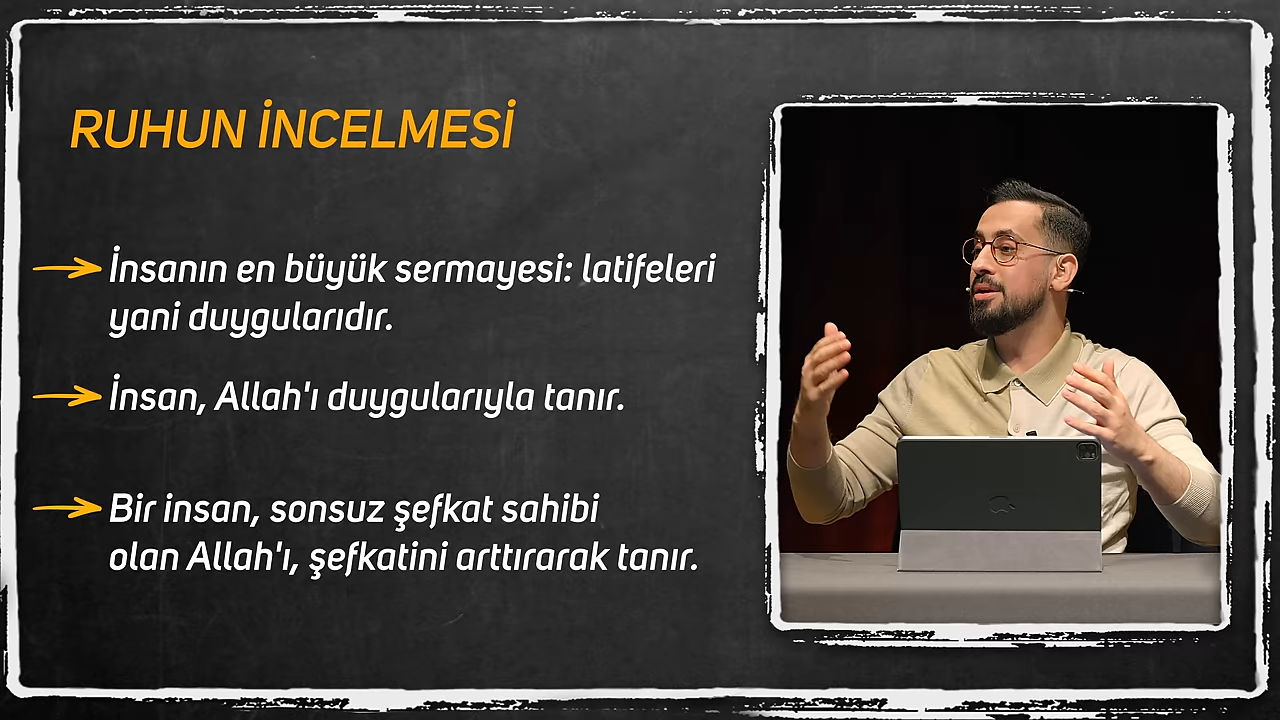 RUHUN İNCELMESİ
İnsanın en büyük sermayesi: latifeleri
yani duygularıdır.
İnsan, Allah'ı duygularıyla tanır.
Bir insan, sonsuz şefkat sahibi
olan Allah'ı, şefkatini arttırarak tanır.